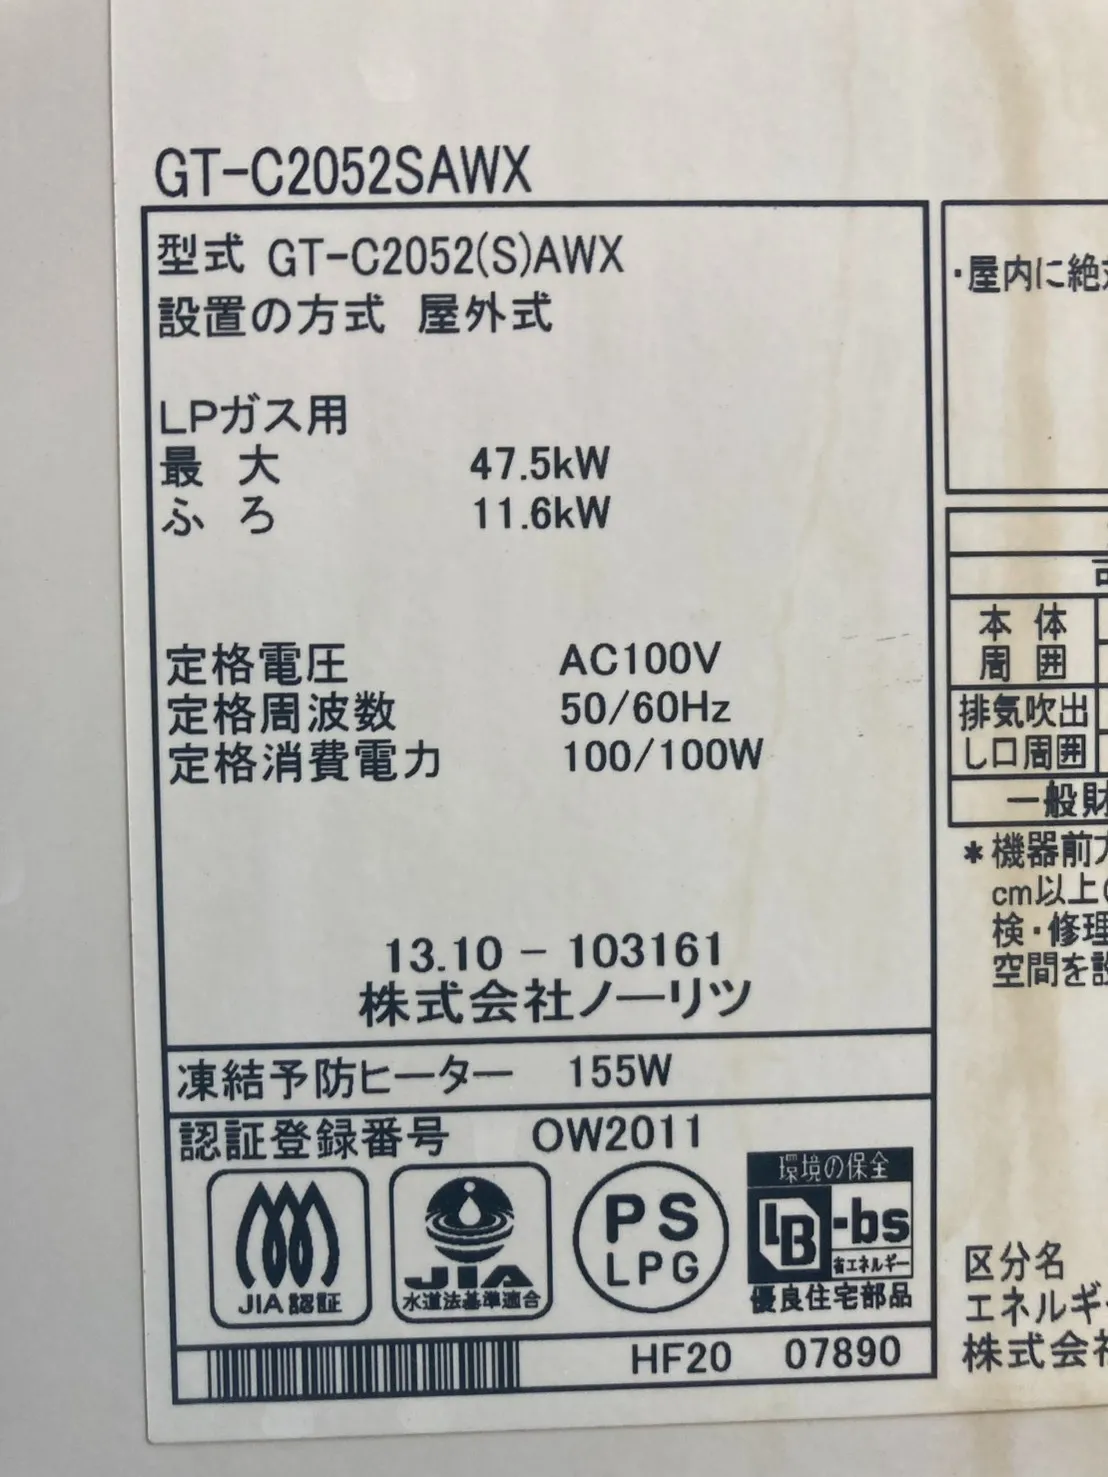 GT-C2052SAWX
型式 GT-C2052(S)AWX
設置の方式 屋外式
LPガス用
最 大 47.5kW
ふ ろ 11.6kW
定格電圧 AC100V
定格周波数 50/60Hz
定格消費電力 100/100W
13.10 - 103161
株式会社ノーリツ
凍結予防ヒーター 155W
認証登録番号 OW2011
JIA認証
JIA
水道法基準適合
PS
LPG
環境の保全
BL-bs
省エネルギー
優良住宅部品
HF20 07890
・屋内に絶対
本 体
周 囲
排気吹出
し口周囲
一般財
*機器前方
cm以上(
検・修理
空間を設
区分名
エネルギー
株式会社